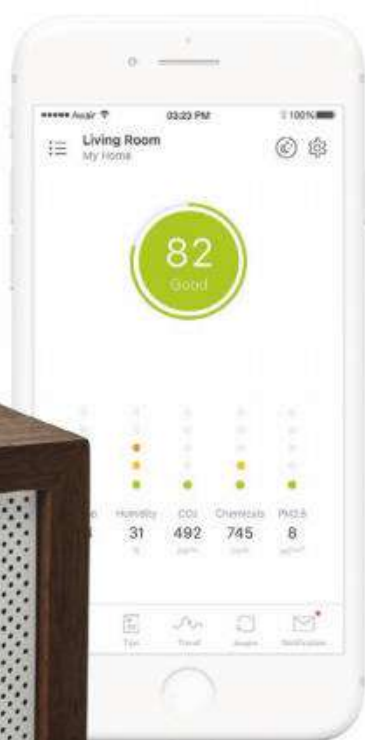 Awair 03:23 PM 100%
Living Room
My Home
82
Good
Humidity CO2 Chemicals PM2.5
31 492 745 8
%
Tips Trend Awair+ Notification